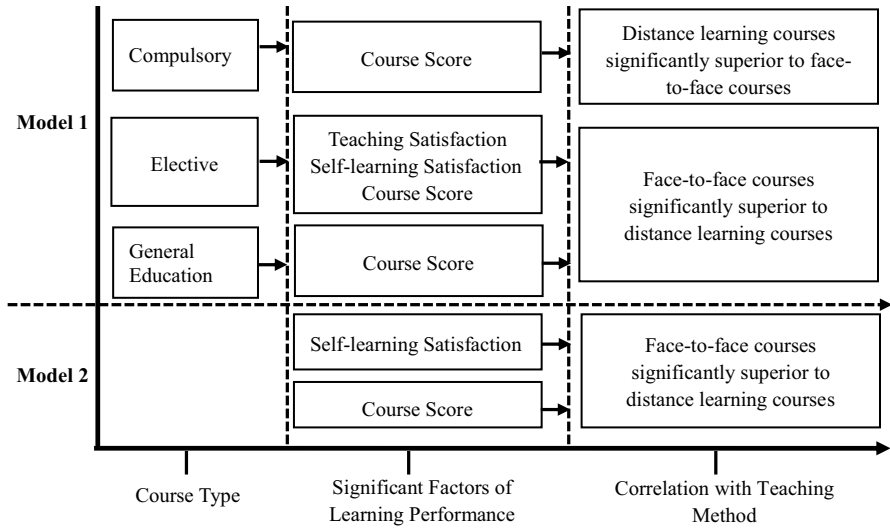 Model 1
Compulsory
Course Score
Distance learning courses
significantly superior to face-
to-face courses
Elective
Teaching Satisfaction
Self-learning Satisfaction
Course Score
Face-to-face courses
significantly superior to
distance learning courses
General
Education
Course Score
Model 2
Self-learning Satisfaction
Course Score
Face-to-face courses
significantly superior to
distance learning courses
Course Type
Significant Factors of
Learning Performance
Correlation with Teaching
Method